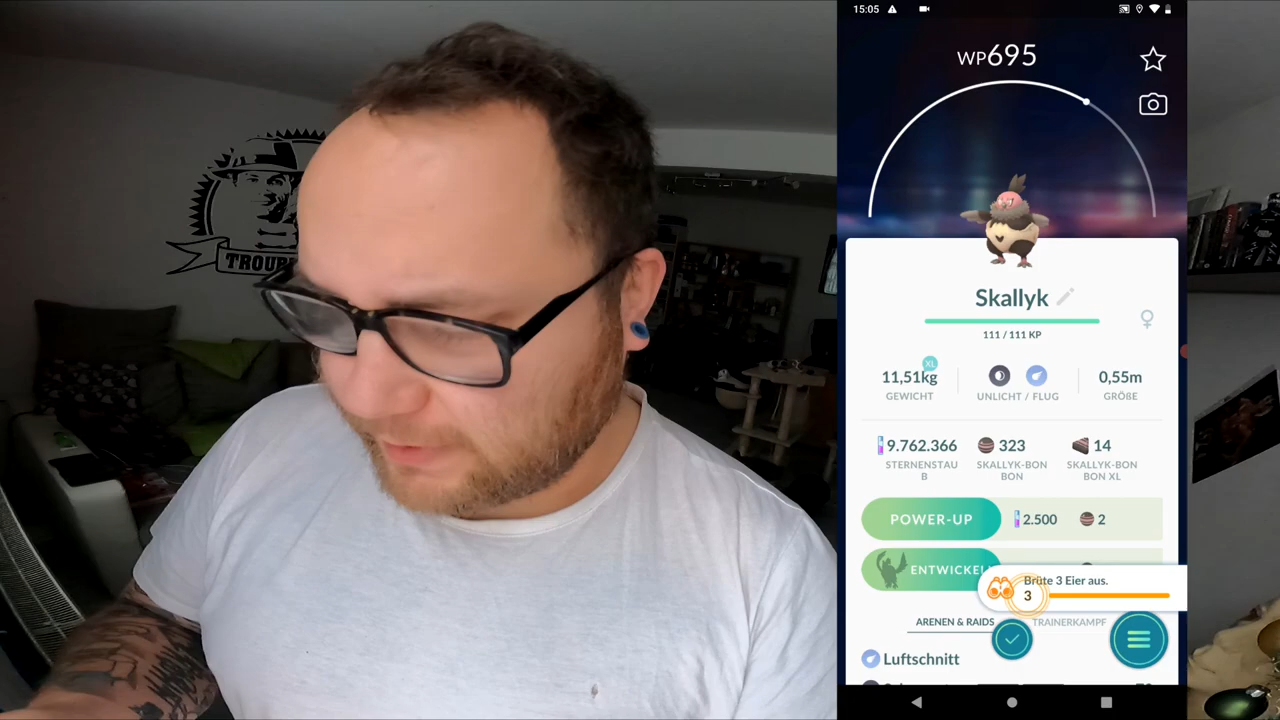 TROUB
15:05
WP695
Skallyk
111 / 111 KP
XL
11,51kg
GEWICHT
UNLICHT / FLUG
0,55m
GRÖßE
9.762.366
STERNENSTAU
B
323
SKALLYK-BON
BON
14
SKALLYK-BON
BON XL
POWER-UP
2.500
2
ENTWICKEL
Brüte 3 Eier aus.
3
ARENEN & RAIDS
TRAINERKAMPF
Luftschnitt